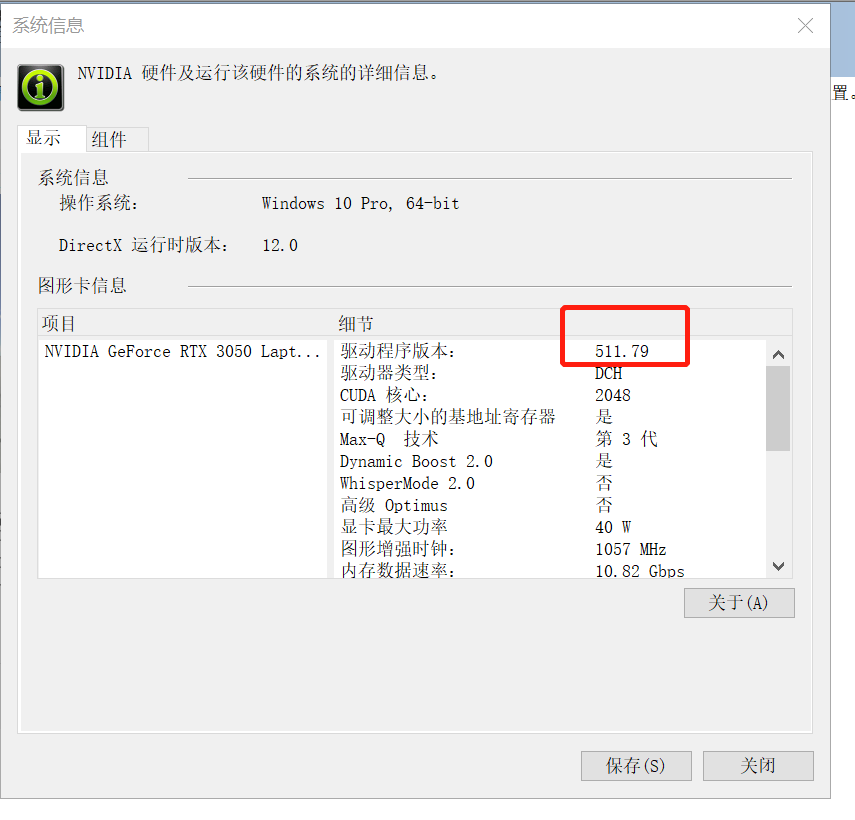 系统信息
NVIDIA 硬件及运行该硬件的系统的详细信息。
置。
显示 组件
系统信息
操作系统: Windows 10 Pro, 64-bit
DirectX 运行时版本: 12.0
图形卡信息
项目 细节
NVIDIA GeForce RTX 3050 Lapt... 驱动程序版本: 511.79
驱动器类型: DCH
CUDA 核心: 2048
可调整大小的基地址寄存器 是
Max-Q 技术 第 3 代
Dynamic Boost 2.0 是
WhisperMode 2.0 否
高级 Optimus 否
显卡最大功率 40 W
图形增强时钟: 1057 MHz
内存数据速率: 10.82 Gbps
关于(A)
保存(S) 关闭